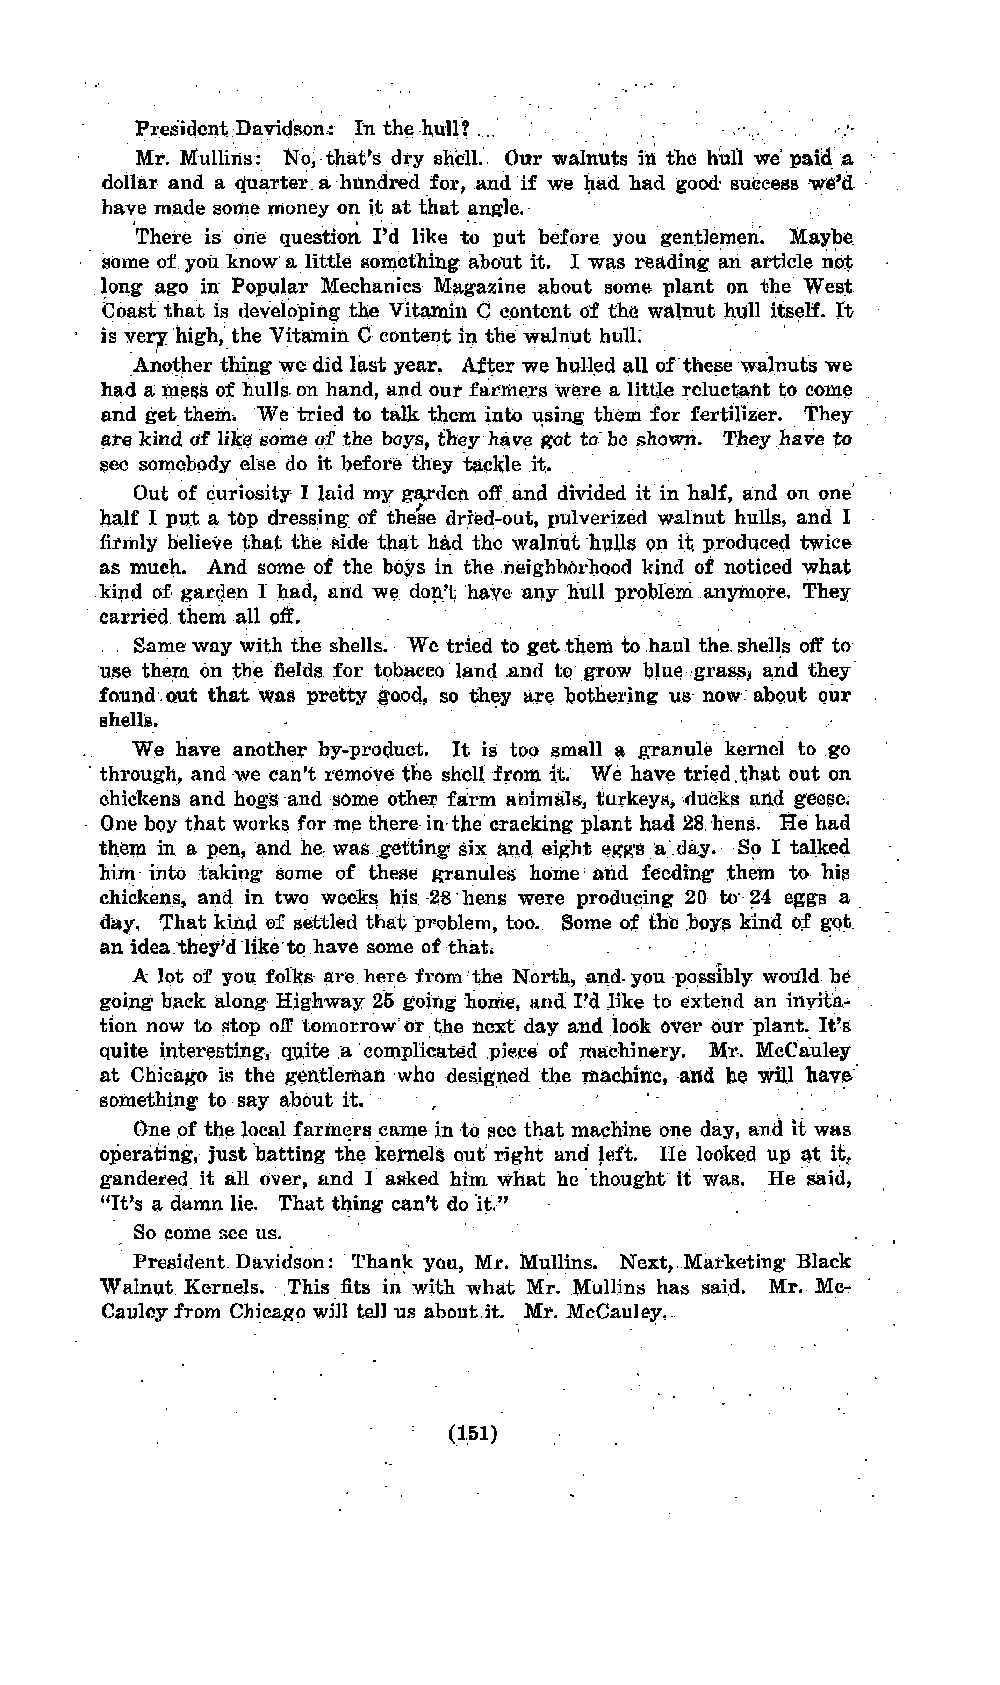 President Davidson: In the hull?
Mr. Mullins: No, that's dry shell. Our walnuts in the hull we paid a
dollar and a quarter a hundred for, and if we had had good success we'd
have made some money on it at that angle.
There is one question I'd like to put before you gentlemen. Maybe
some of you know a little something about it. I was reading an article not
long ago in Popular Mechanics Magazine about some plant on the West
Coast that is developing the Vitamin C content of the walnut hull itself. It
is very high, the Vitamin C content in the walnut hull.
Another thing we did last year. After we hulled all of these walnuts we
had a mess of hulls on hand, and our farmers were a little reluctant to come
and get them. We tried to talk them into using them for fertilizer. They
are kind of like some of the boys, they have got to be shown. They have to
see somebody else do it before they tackle it.
Out of curiosity I laid my garden off and divided it in half, and on one
half I put a top dressing of these dried-out, pulverized walnut hulls, and I
firmly believe that the side that had the walnut hulls on it produced twice
as much. And some of the boys in the neighborhood kind of noticed what
kind of garden I had, and we don't have any hull problem anymore. They
carried them all off.
Same way with the shells. We tried to get them to haul the shells off to
use them on the fields for tobacco land and to grow blue grass, and they
found out that was pretty good, so they are bothering us now about our
shells.
We have another by-product. It is too small a granule kernel to go
through, and we can't remove the shell from it. We have tried that out on
chickens and hogs and some other farm animals, turkeys, ducks and geese.
One boy that works for me there in the cracking plant had 28 hens. He had
them in a pen, and he was getting six and eight eggs a day. So I talked
him into taking some of these granules home and feeding them to his
chickens, and in two weeks his 28 hens were producing 20 to 24 eggs a
day. That kind of settled that problem, too. Some of the boys kind of got
an idea they'd like to have some of that.
A lot of you folks are here from the North, and you possibly would be
going back along Highway 25 going home, and I'd like to extend an invita-
tion now to stop off tomorrow or the next day and look over our plant. It's
quite interesting, quite a complicated piece of machinery. Mr. McCauley
at Chicago is the gentleman who designed the machine, and he will have
something to say about it.
One of the local farmers came in to see that machine one day, and it was
operating, just batting the kernels out right and left. He looked up at it,
gandered it all over, and I asked him what he thought it was. He said,
"It's a damn lie. That thing can't do it."
So come see us.
President Davidson: Thank you, Mr. Mullins. Next, Marketing Black
Walnut Kernels. This fits in with what Mr. Mullins has said. Mr. Mc-
Cauley from Chicago will tell us about it. Mr. McCauley.
(151)